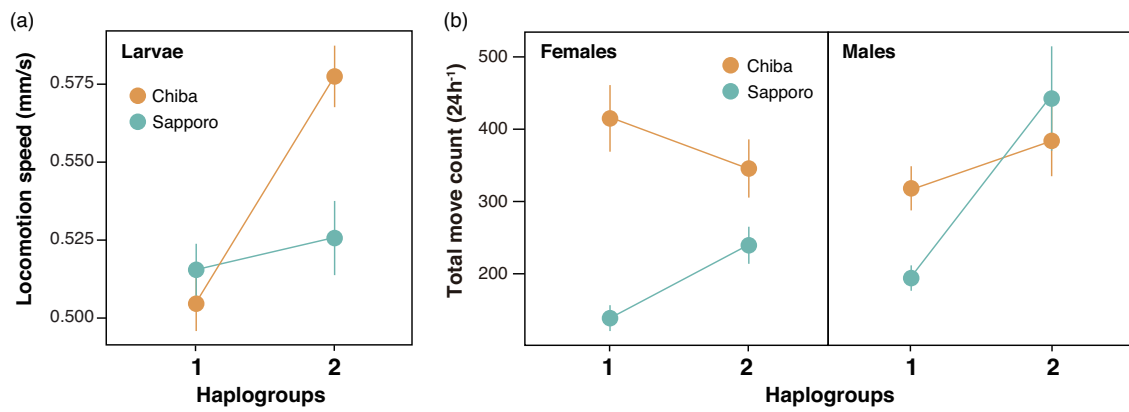 (a)
Larvae
Chiba
Sapporo
Locomotion speed (mm/s)
0.575
0.550
0.525
0.500
1 2
Haplogroups
(b)
Females
Chiba
Sapporo
Males
Total move count (24h⁻¹)
500
400
300
200
1 2 1 2
Haplogroups